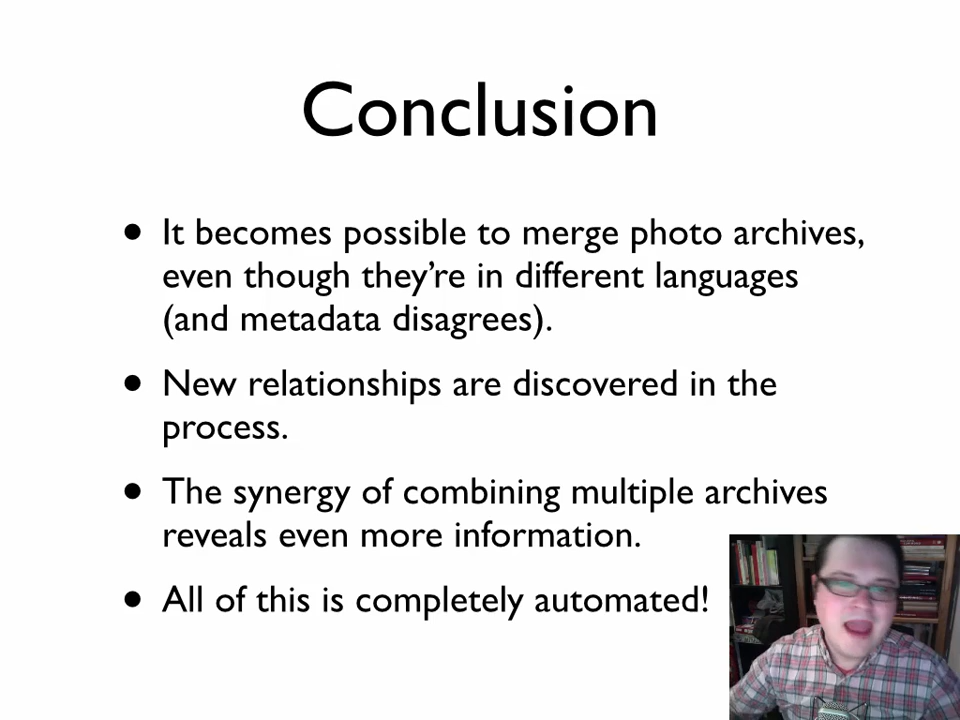 Conclusion
• It becomes possible to merge photo archives,
even though they’re in different languages
(and metadata disagrees).
• New relationships are discovered in the
process.
• The synergy of combining multiple archives
reveals even more information.
• All of this is completely automated!